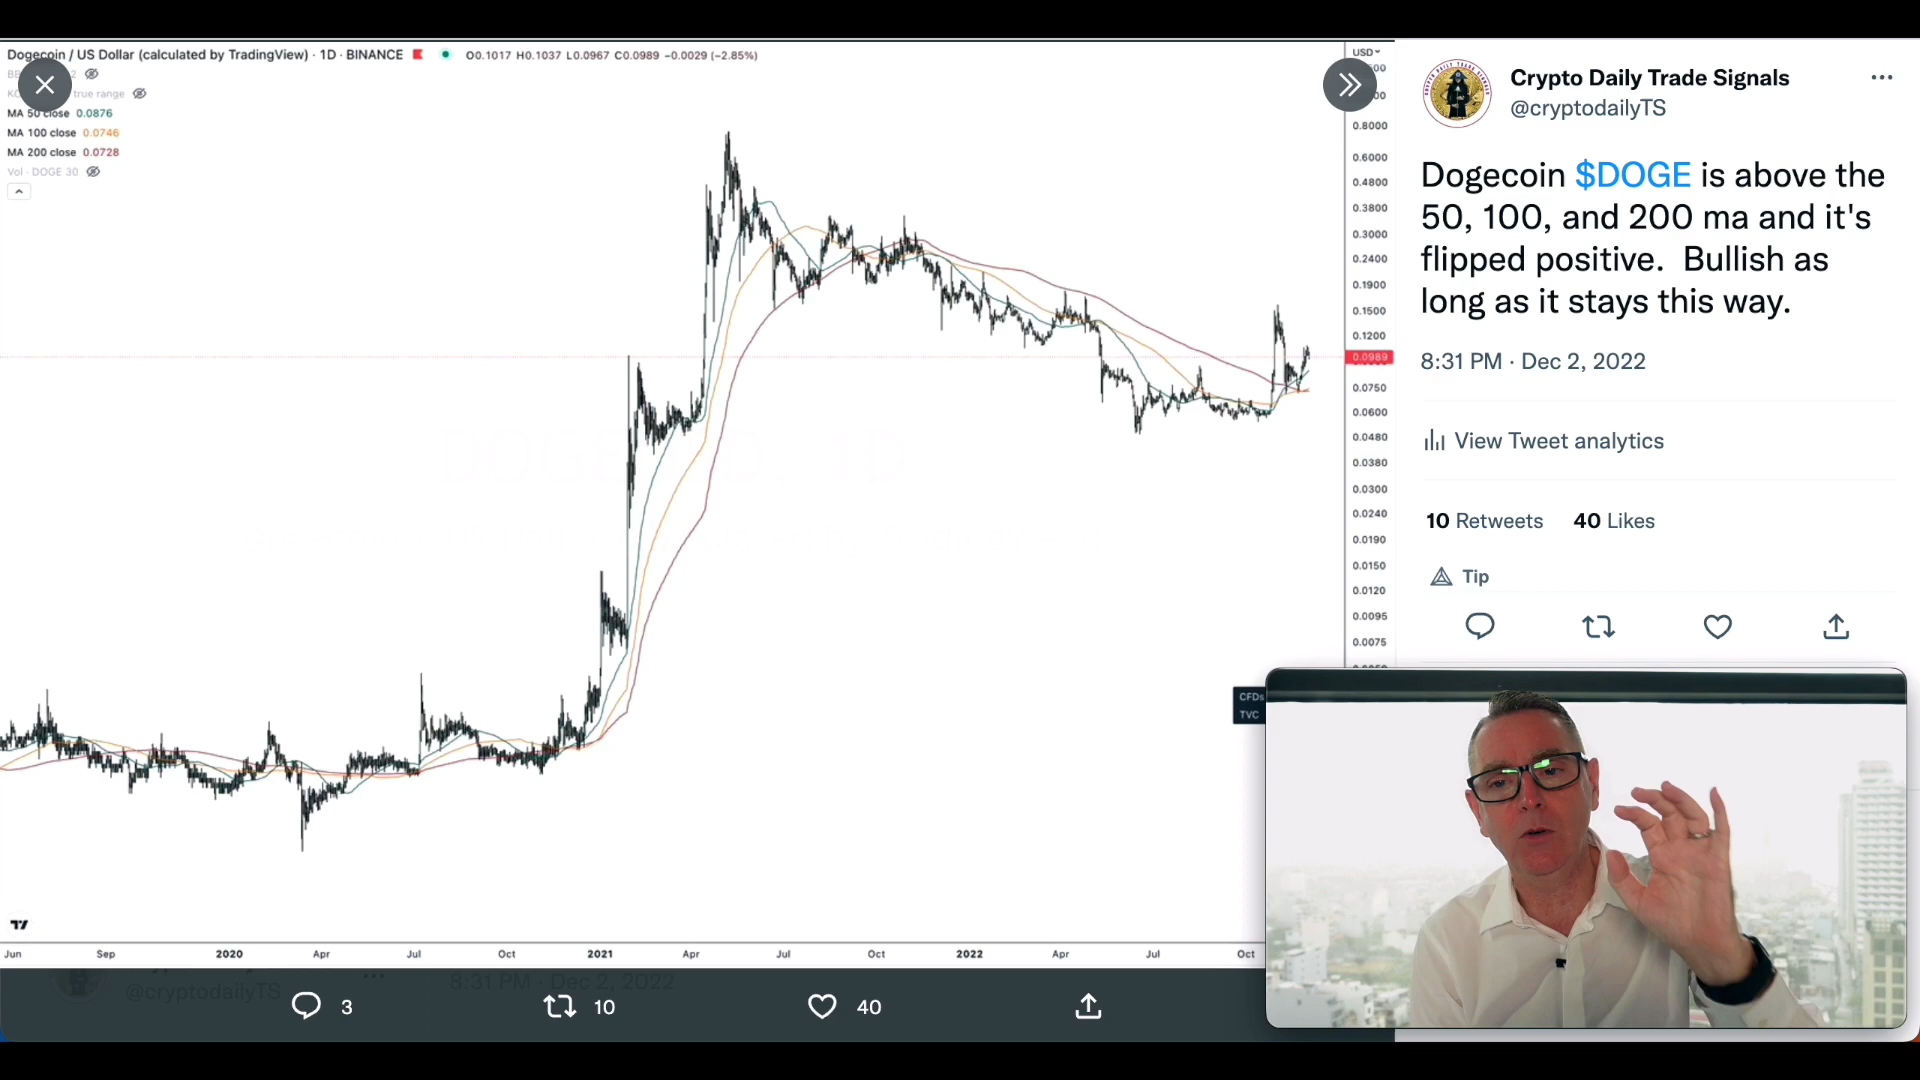 Dogecoin / US Dollar (calculated by TradingView) · 1D · BINANCE O0.1017 H0.1037 L0.0967 C0.0989 −0.0029 (−2.85%)
true range
MA 50 close 0.0876
MA 100 close 0.0746
MA 200 close 0.0728
Vol · DOGE 30
USD
0.8000
0.6000
0.4800
0.3800
0.3000
0.2400
0.1900
0.1500
0.1200
0.0989
0.0750
0.0600
0.0480
0.0380
0.0300
0.0240
0.0190
0.0150
0.0120
0.0095
0.0075
CFDs
TVC
Jun Sep 2020 Apr Jul Oct 2021 Apr Jul Oct 2022 Apr Jul Oct
@cryptodailyTS
8:31 PM · Dec 2, 2022
3 10 40
Crypto Daily Trade Signals
@cryptodailyTS
Dogecoin $DOGE is above the
50, 100, and 200 ma and it's
flipped positive. Bullish as
long as it stays this way.
8:31 PM · Dec 2, 2022
View Tweet analytics
10 Retweets 40 Likes
Tip